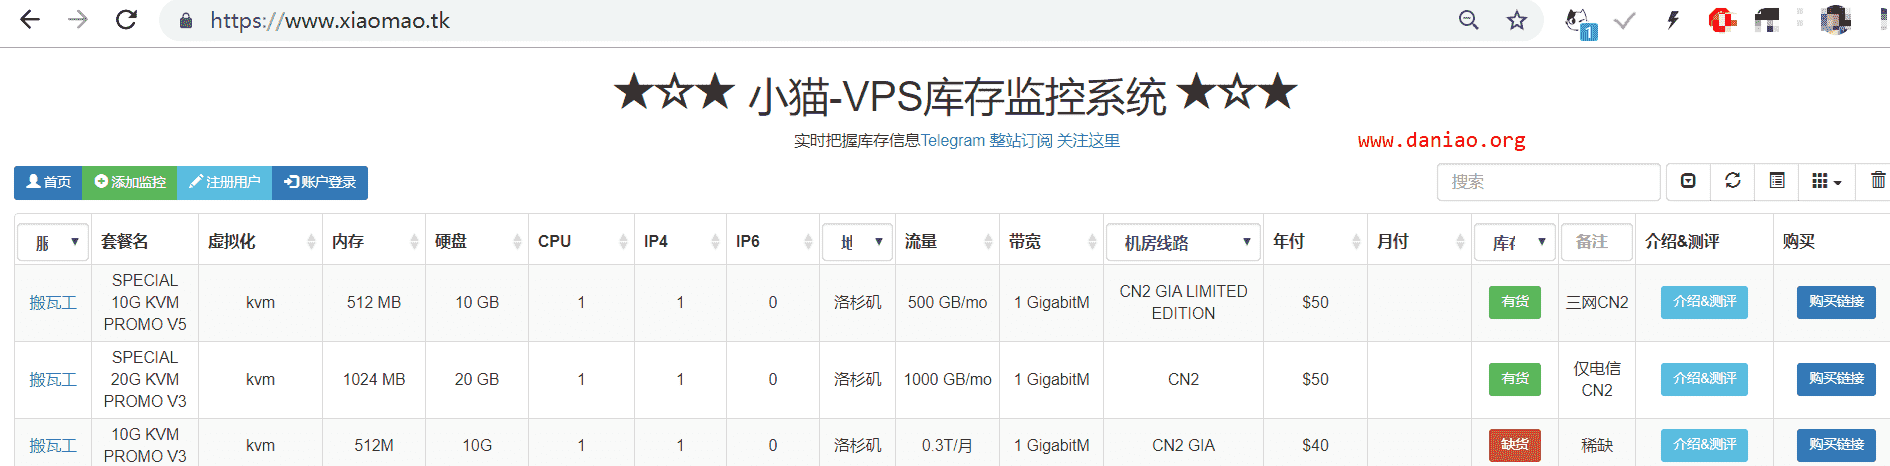 https://www.xiaomao.tk
1
★☆★ 小猫-VPS库存监控系统 ★☆★
实时把握库存信息Telegram 整站订阅 关注这里
www.daniao.org
首页 添加监控 注册用户 账户登录
搜索
套餐名 虚拟化 内存 硬盘 CPU IP4 IP6 流量 带宽 机房线路 年付 月付 库存 备注 介绍&测评 购买
搬瓦工 SPECIAL 10G KVM PROMO V5 kvm 512 MB 10 GB 1 1 0 洛杉矶 500 GB/mo 1 GigabitM CN2 GIA LIMITED EDITION $50 有货 三网CN2 介绍&测评 购买链接
搬瓦工 SPECIAL 20G KVM PROMO V3 kvm 1024 MB 20 GB 1 1 0 洛杉矶 1000 GB/mo 1 GigabitM CN2 $50 有货 仅电信CN2 介绍&测评 购买链接
搬瓦工 10G KVM PROMO V3 kvm 512M 10G 1 1 0 洛杉矶 0.3T/月 1 GigabitM CN2 GIA $40 缺货 稀缺 介绍&测评 购买链接